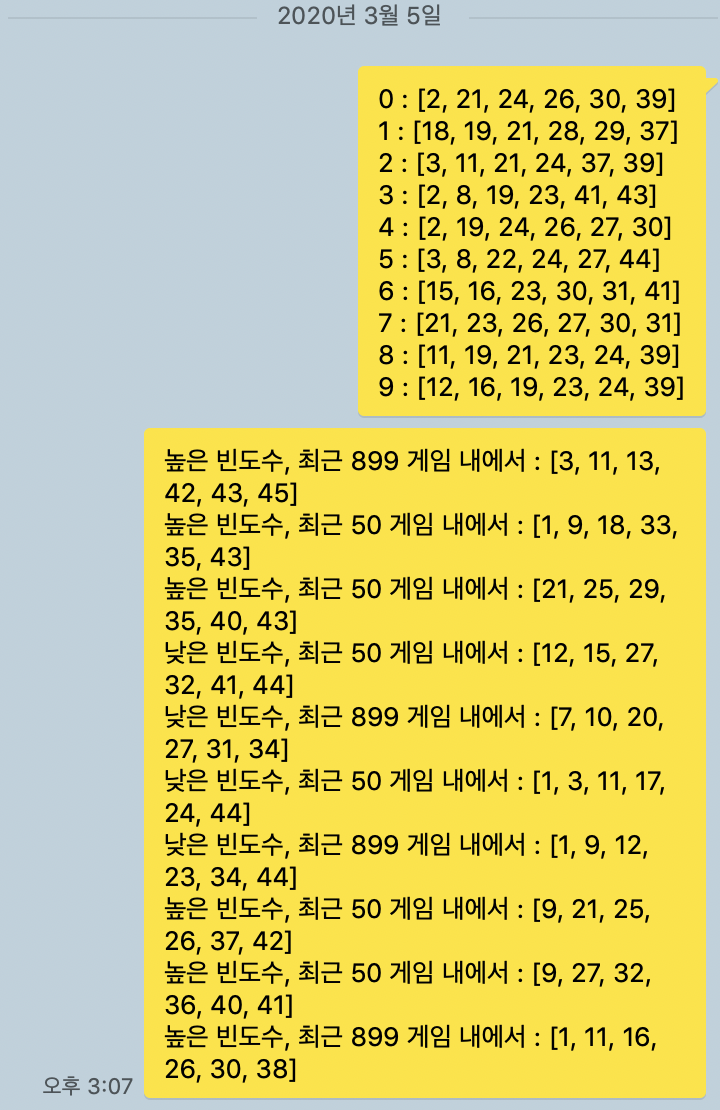 2020년 3월 5일
0 : [2, 21, 24, 26, 30, 39]
1 : [18, 19, 21, 28, 29, 37]
2 : [3, 11, 21, 24, 37, 39]
3 : [2, 8, 19, 23, 41, 43]
4 : [2, 19, 24, 26, 27, 30]
5 : [3, 8, 22, 24, 27, 44]
6 : [15, 16, 23, 30, 31, 41]
7 : [21, 23, 26, 27, 30, 31]
8 : [11, 19, 21, 23, 24, 39]
9 : [12, 16, 19, 23, 24, 39]
높은 빈도수, 최근 899 게임 내에서 : [3, 11, 13,
42, 43, 45]
높은 빈도수, 최근 50 게임 내에서 : [1, 9, 18, 33,
35, 43]
높은 빈도수, 최근 50 게임 내에서 : [21, 25, 29,
35, 40, 43]
낮은 빈도수, 최근 50 게임 내에서 : [12, 15, 27,
32, 41, 44]
낮은 빈도수, 최근 899 게임 내에서 : [7, 10, 20,
27, 31, 34]
낮은 빈도수, 최근 50 게임 내에서 : [1, 3, 11, 17,
24, 44]
낮은 빈도수, 최근 899 게임 내에서 : [1, 9, 12,
23, 34, 44]
높은 빈도수, 최근 50 게임 내에서 : [9, 21, 25,
26, 37, 42]
높은 빈도수, 최근 50 게임 내에서 : [9, 27, 32,
36, 40, 41]
높은 빈도수, 최근 899 게임 내에서 : [1, 11, 16,
26, 30, 38]
오후 3:07